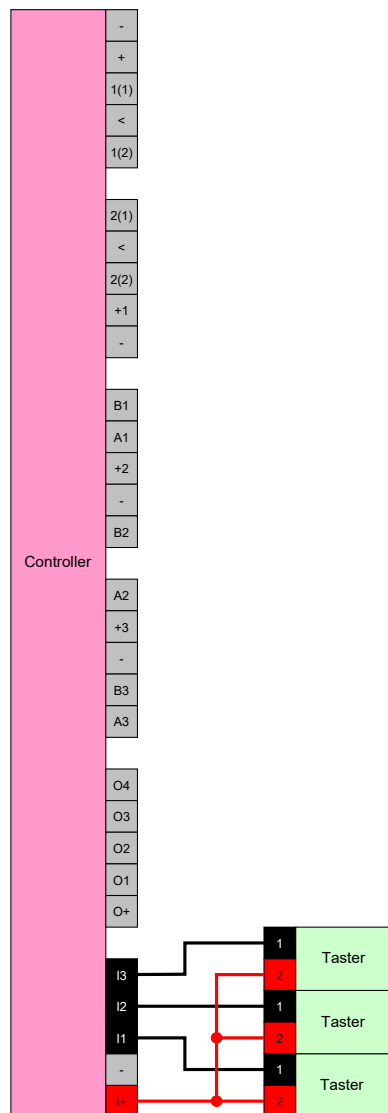 -
+
1(1)
<
1(2)
2(1)
<
2(2)
+1
-
B1
A1
+2
-
B2
Controller
A2
+3
-
B3
A3
O4
O3
O2
O1
O+
I3
I2
I1
-
I+
1
2
Taster
1
2
Taster
1
2
Taster